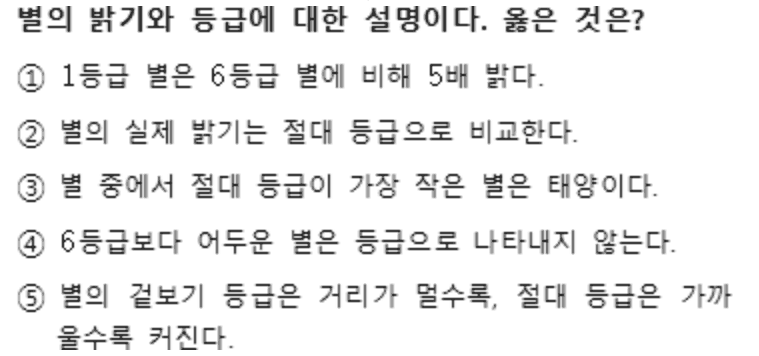 별의 밝기와 등급에 대한 설명이다. 옳은 것은?
① 1등급 별은 6등급 별에 비해 5배 밝다.
② 별의 실제 밝기는 절대 등급으로 비교한다.
③ 별 중에서 절대 등급이 가장 작은 별은 태양이다.
④ 6등급보다 어두운 별은 등급으로 나타내지 않는다.
⑤ 별의 겉보기 등급은 거리가 멀수록, 절대 등급은 가까
울수록 커진다.